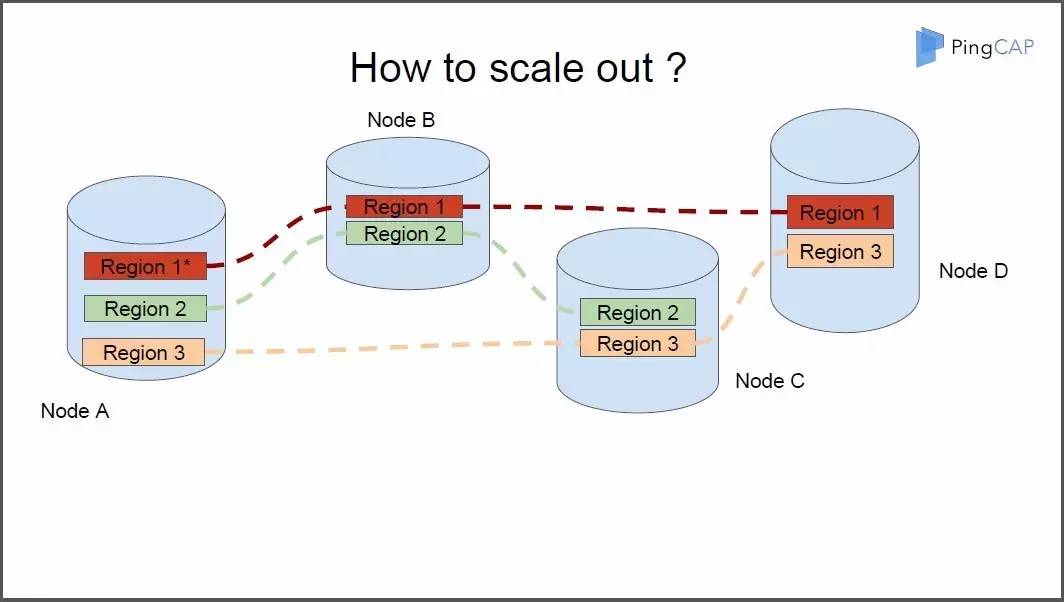 PingCAP
How to scale out ?
Node B
Region 1
Region 2
Region 1*
Region 2
Region 3
Node A
Region 2
Region 3
Node C
Region 1
Region 3
Node D